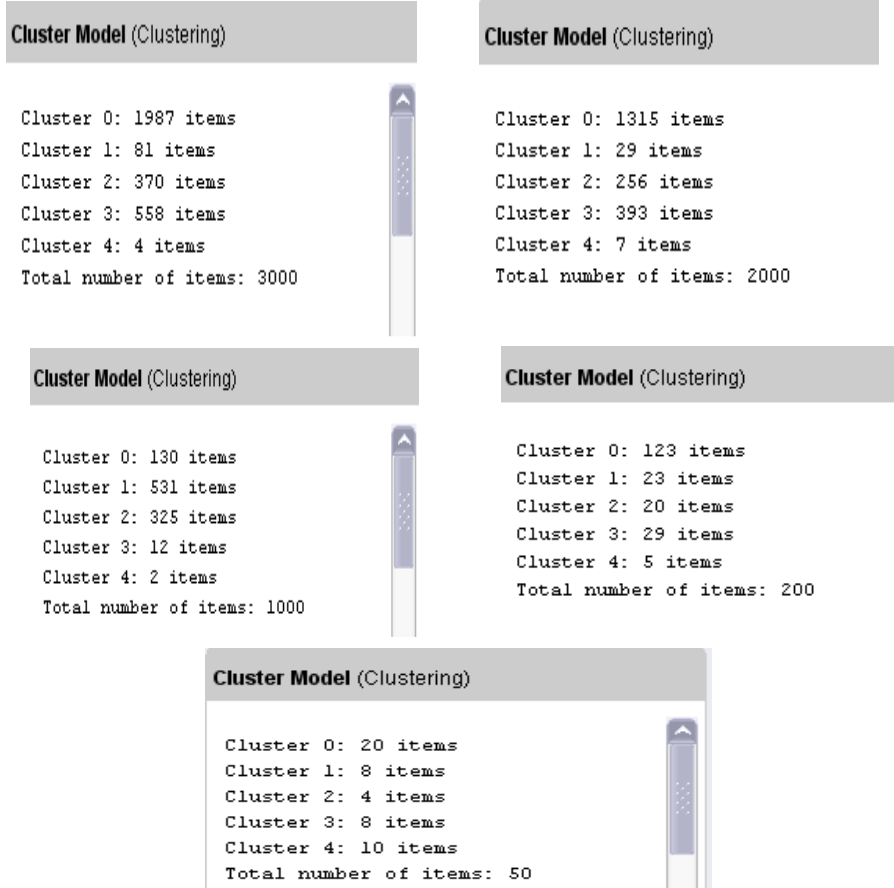 Cluster Model (Clustering)
Cluster 0: 1987 items
Cluster 1: 81 items
Cluster 2: 370 items
Cluster 3: 558 items
Cluster 4: 4 items
Total number of items: 3000
Cluster Model (Clustering)
Cluster 0: 1315 items
Cluster 1: 29 items
Cluster 2: 256 items
Cluster 3: 393 items
Cluster 4: 7 items
Total number of items: 2000
Cluster Model (Clustering)
Cluster 0: 130 items
Cluster 1: 531 items
Cluster 2: 325 items
Cluster 3: 12 items
Cluster 4: 2 items
Total number of items: 1000
Cluster Model (Clustering)
Cluster 0: 123 items
Cluster 1: 23 items
Cluster 2: 20 items
Cluster 3: 29 items
Cluster 4: 5 items
Total number of items: 200
Cluster Model (Clustering)
Cluster 0: 20 items
Cluster 1: 8 items
Cluster 2: 4 items
Cluster 3: 8 items
Cluster 4: 10 items
Total number of items: 50